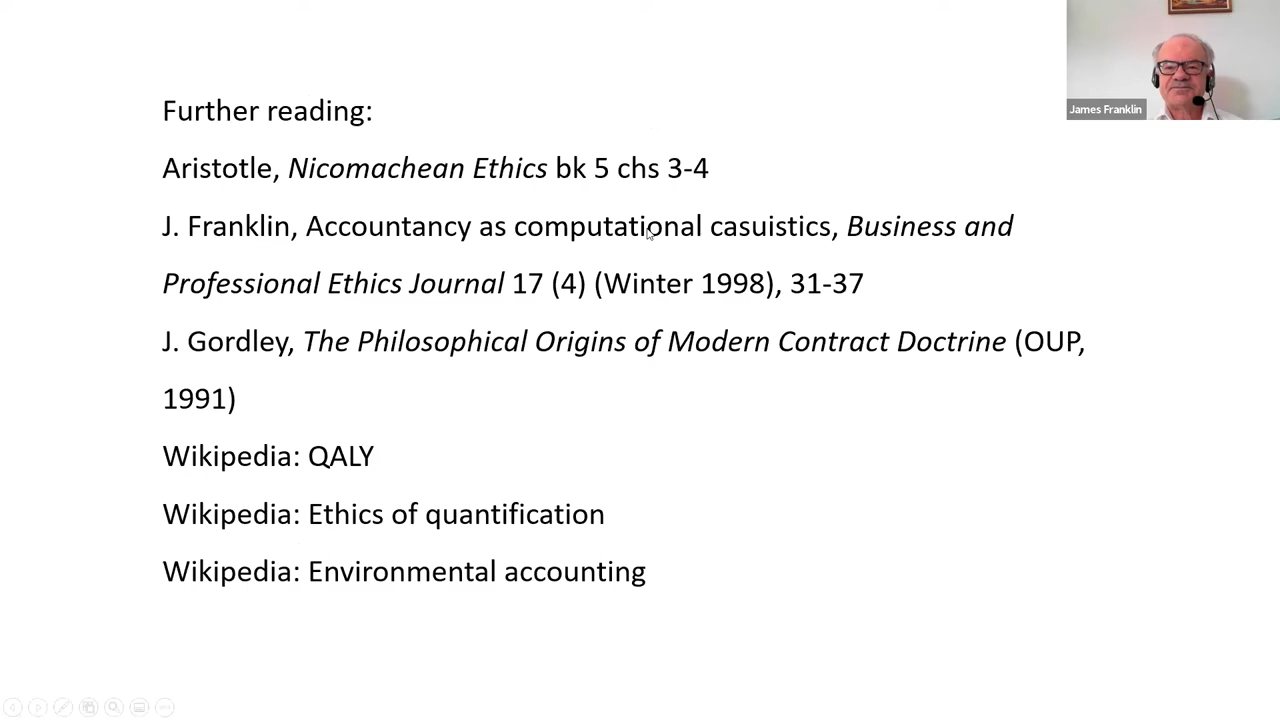 James Franklin
Further reading:
Aristotle, Nicomachean Ethics bk 5 chs 3-4
J. Franklin, Accountancy as computational casuistics, Business and
Professional Ethics Journal 17 (4) (Winter 1998), 31-37
J. Gordley, The Philosophical Origins of Modern Contract Doctrine (OUP,
1991)
Wikipedia: QALY
Wikipedia: Ethics of quantification
Wikipedia: Environmental accounting